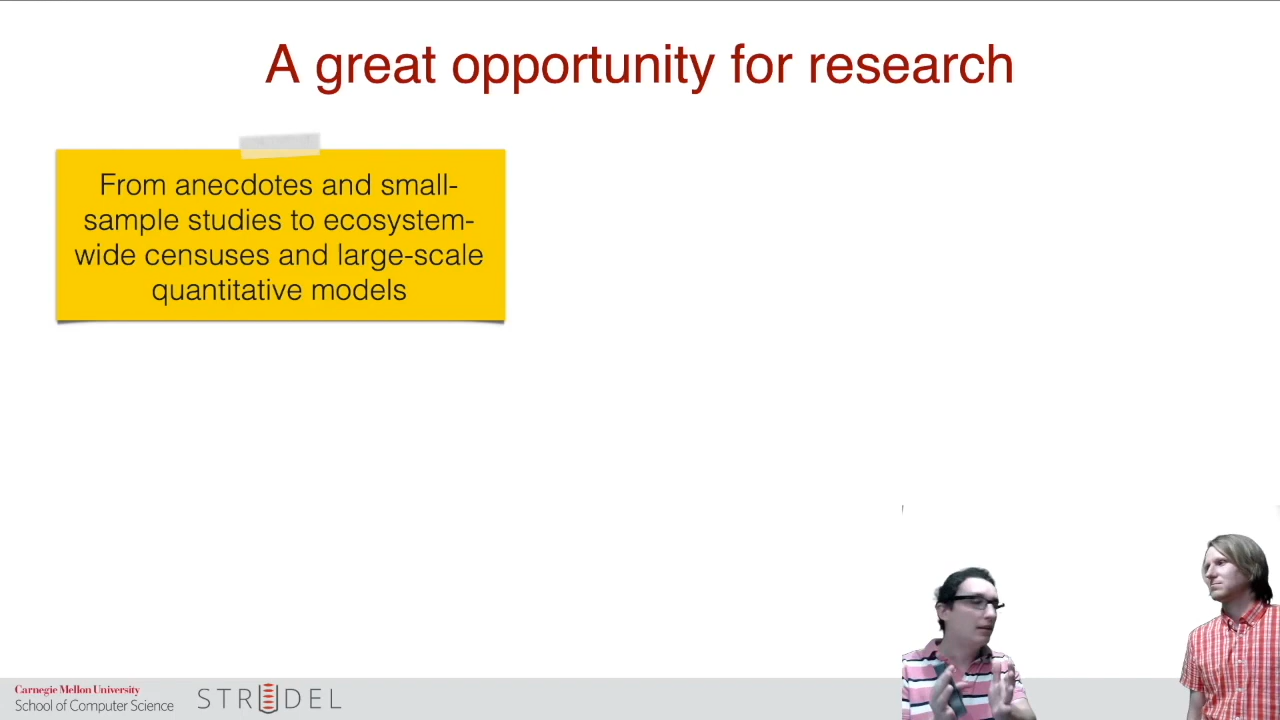 A great opportunity for research
From anecdotes and small-
sample studies to ecosystem-
wide censuses and large-scale
quantitative models
Carnegie Mellon University
School of Computer Science
STRUDEL